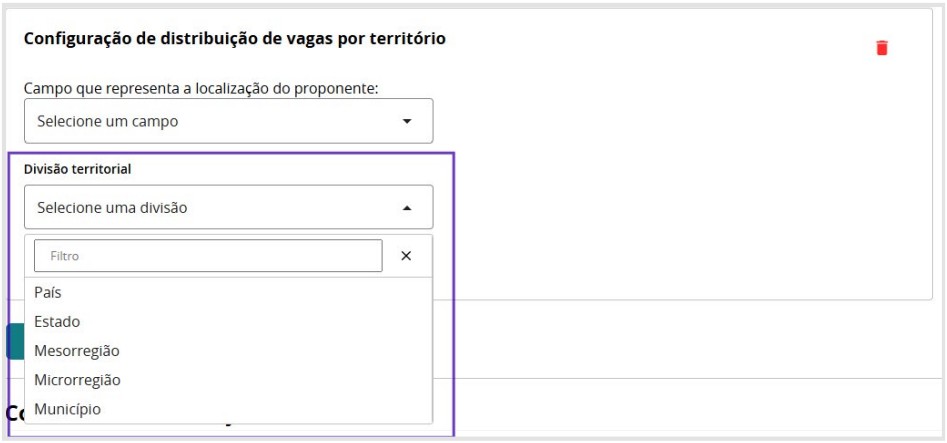 Configuração de distribuição de vagas por território
Campo que representa a localização do proponente:
Selecione um campo
Divisão territorial
Selecione uma divisão
Filtro
País
Estado
Mesorregião
Microrregião
Município